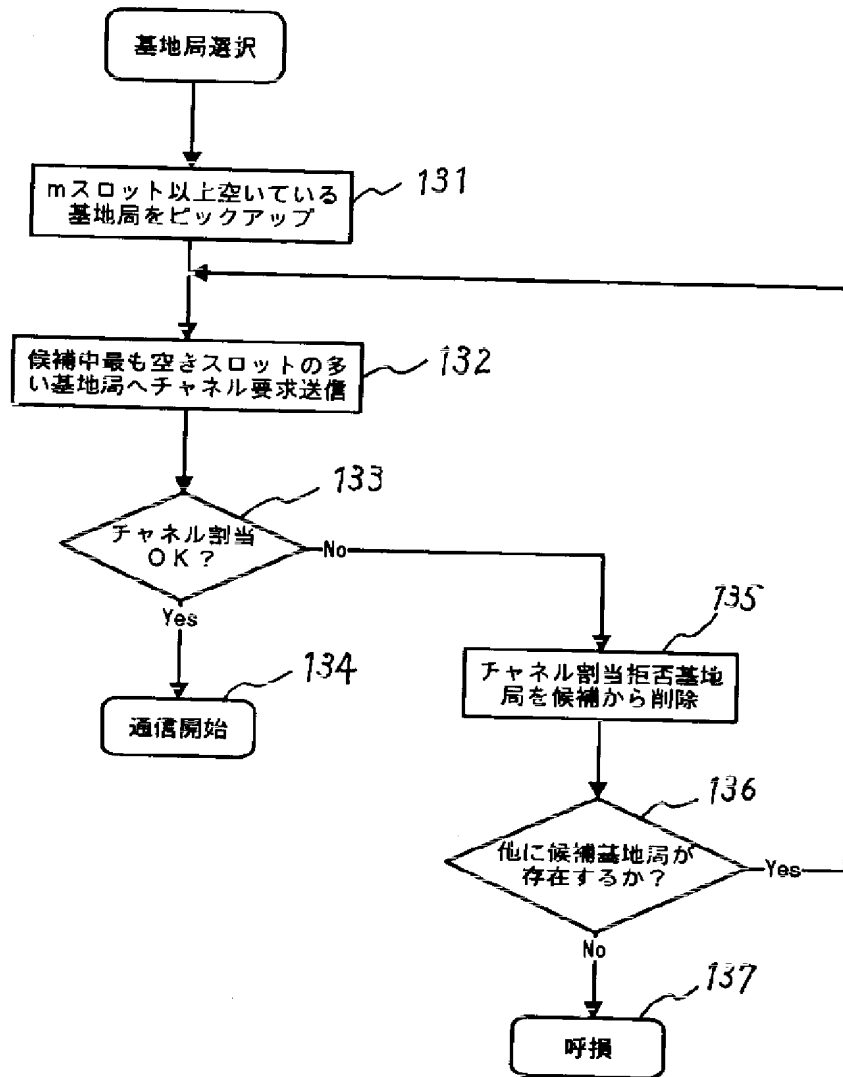 基地局選択
mスロット以上空いている
基地局をピックアップ
131
候補中最も空きスロットの多
い基地局へチャネル要求送信
132
133
チャネル割当
OK?
No
Yes
134
通信開始
135
チャネル割当拒否基地
局を候補から削除
136
他に候補基地局が
存在するか?
Yes
No
137
呼損